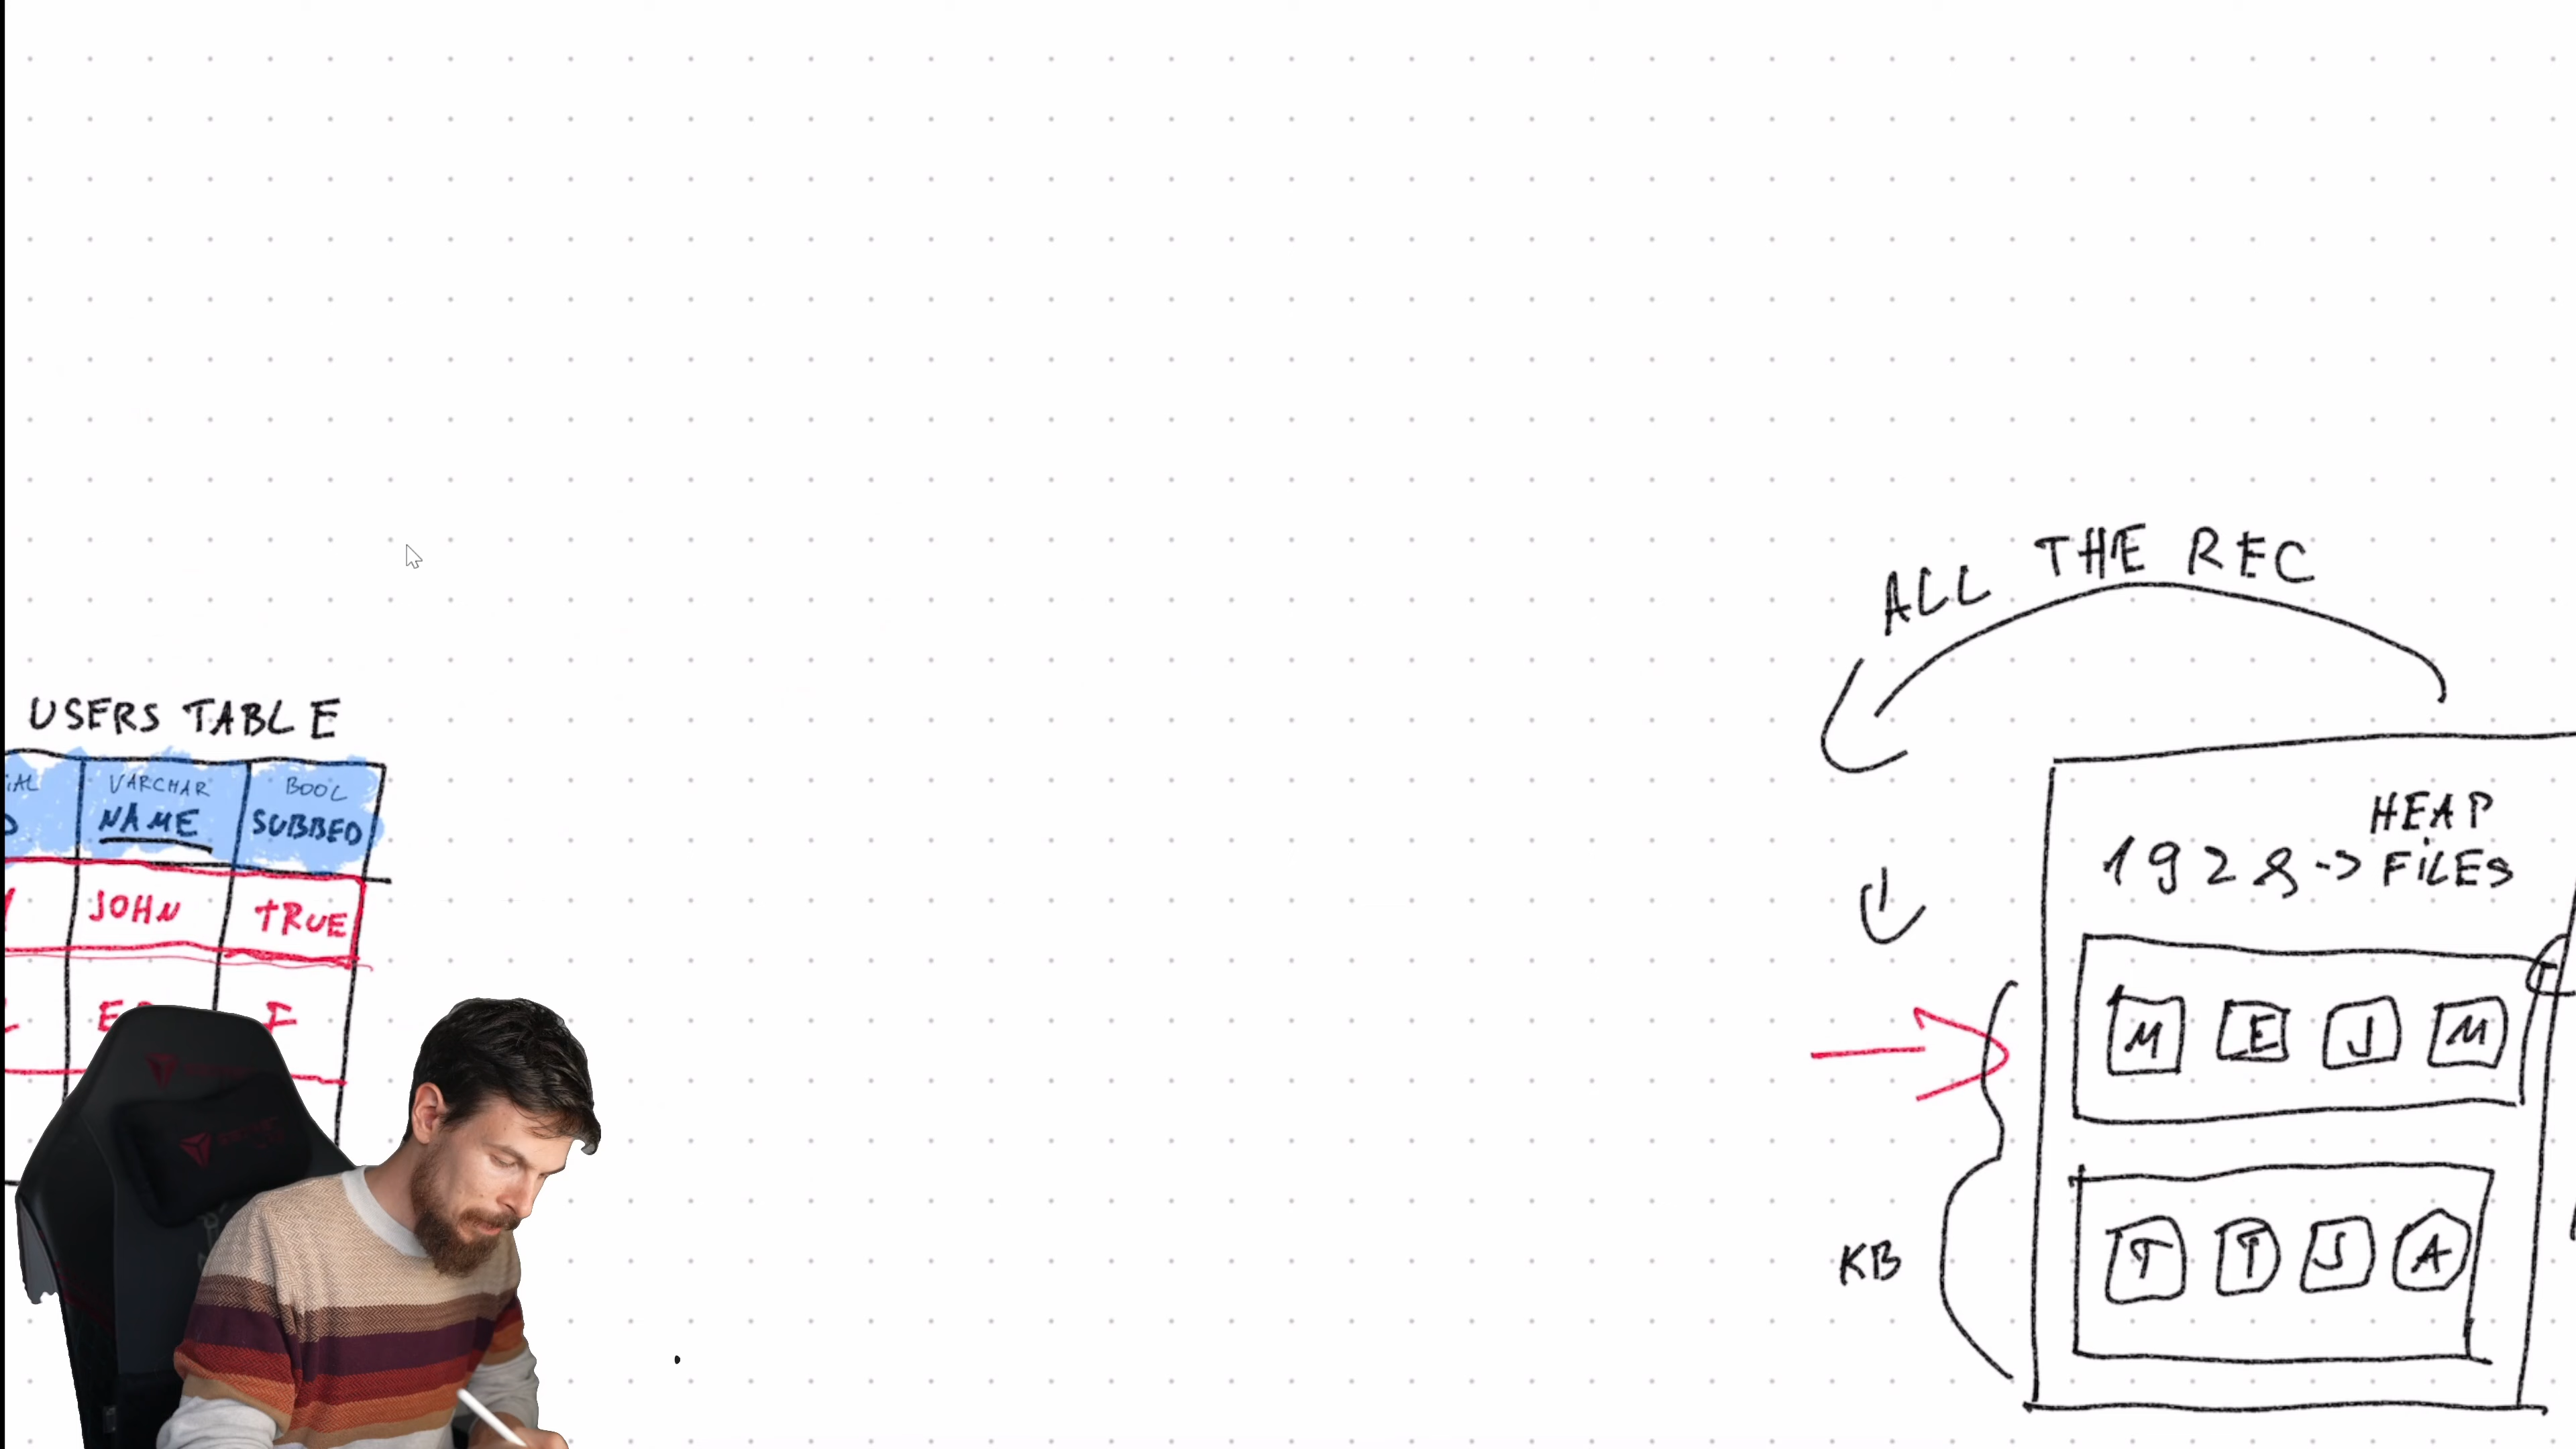 ALL THE REC
USERS TABLE
VARCHAR BOOL
NAME SUBBED
JOHN TRUE
F
HEAP
1928 -> FILES
M E J M
KB
T T J A